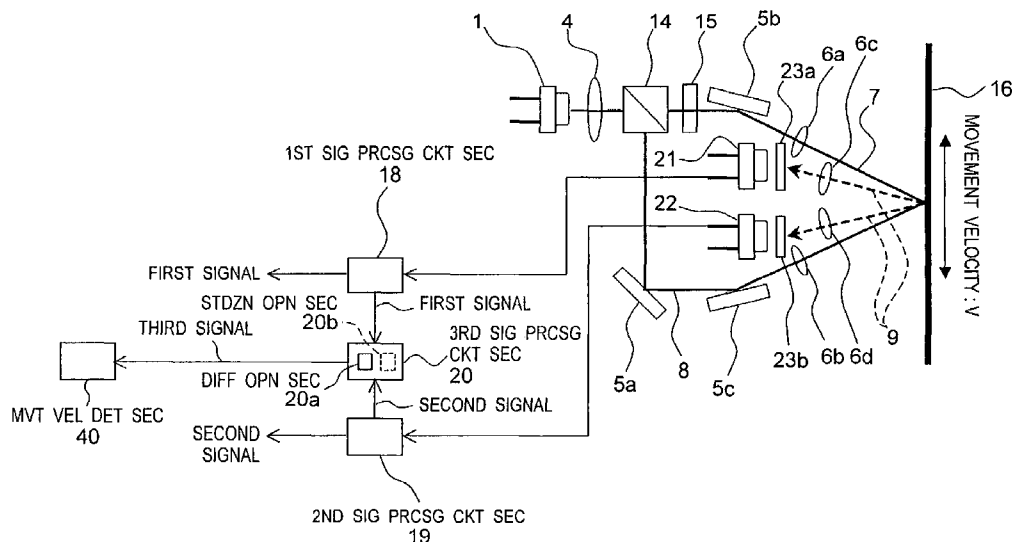 1
4
14
15
5b
6a
6c
23a
7
16
21
22
MOVEMENT VELOCITY : V
1ST SIG PRCSG CKT SEC
18
FIRST SIGNAL
FIRST SIGNAL
STDZN OPN SEC
20b
THIRD SIGNAL
3RD SIG PRCSG
CKT SEC
20
DIFF OPN SEC
20a
SECOND SIGNAL
MVT VEL DET SEC
40
SECOND
SIGNAL
2ND SIG PRCSG CKT SEC
19
5a
8
5c
23b
6b
6d
9